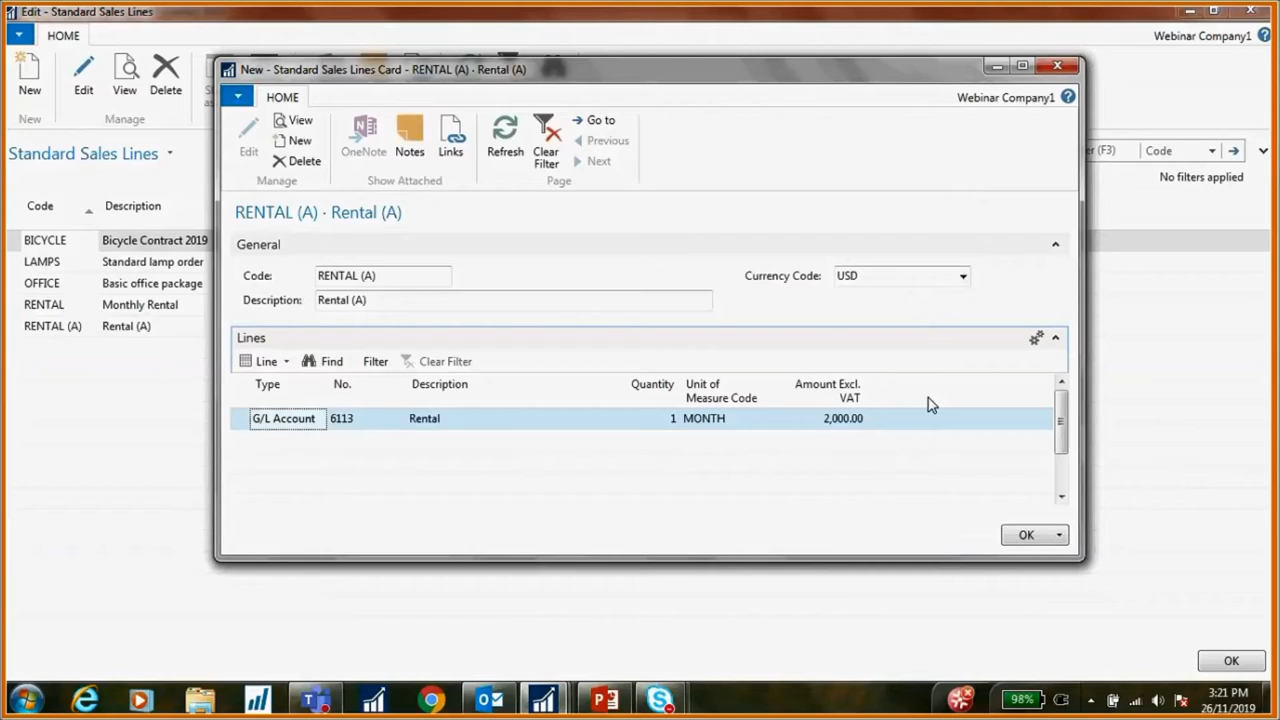 Edit - Standard Sales Lines
HOME
Webinar Company1
New
Edit
View
Delete
New
Manage
Standard Sales Lines
(F3)
Code
No filters applied
Code
Description
BICYCLE Bicycle Contract 2019
LAMPS Standard lamp order
OFFICE Basic office package
RENTAL Monthly Rental
RENTAL (A) Rental (A)
New - Standard Sales Lines Card - RENTAL (A) · Rental (A)
HOME
Webinar Company1
Edit
View
New
Delete
Manage
OneNote
Notes
Links
Show Attached
Refresh
Clear
Filter
Go to
Previous
Next
Page
RENTAL (A) · Rental (A)
General
Code: RENTAL (A)
Currency Code: USD
Description: Rental (A)
Lines
Line Find Filter Clear Filter
Type No. Description Quantity Unit of Measure Code Amount Excl. VAT
G/L Account 6113 Rental 1 MONTH 2,000.00
OK
OK
98%
3:21 PM
26/11/2019